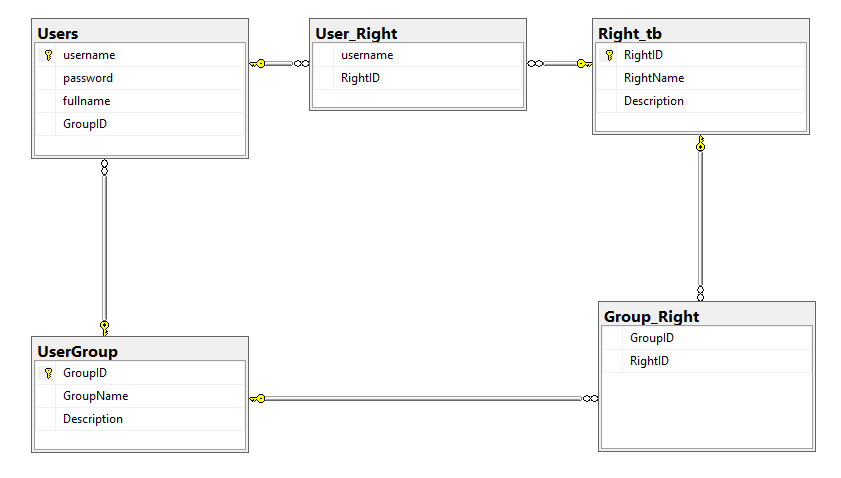 Users
username
password
fullname
GroupID
User_Right
username
RightID
Right_tb
RightID
RightName
Description
UserGroup
GroupID
GroupName
Description
Group_Right
GroupID
RightID